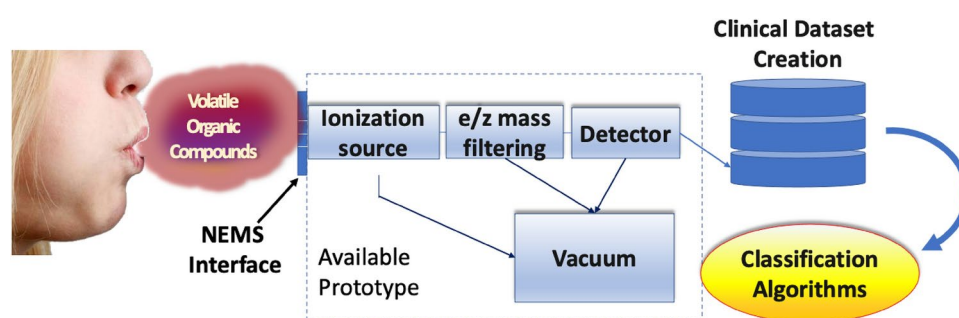 Clinical Dataset
Creation
Volatile
Organic
Compounds
Ionization
source
e/z mass
filtering
Detector
NEMS
Interface
Available
Prototype
Vacuum
Classification
Algorithms